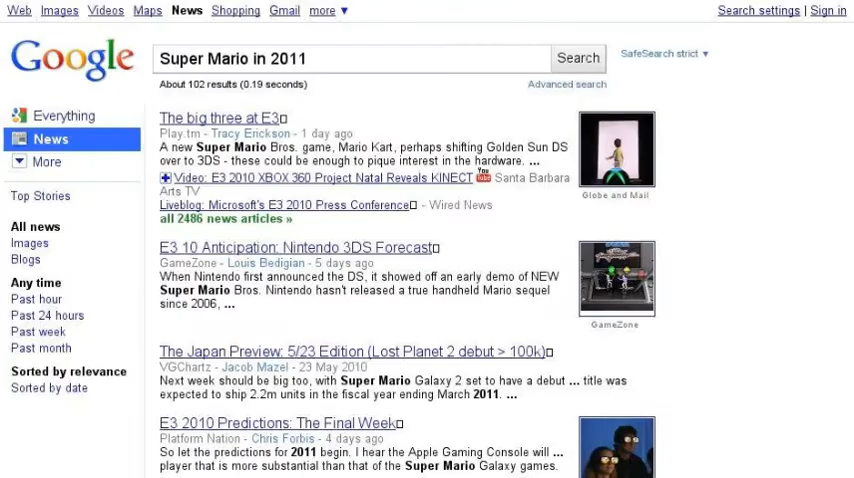 Web Images Videos Maps News Shopping Gmail more ▼ Search settings | Sign in
Google Super Mario in 2011 Search SafeSearch strict ▼
About 102 results (0.19 seconds) Advanced search
Everything
News
More
Top Stories
All news
Images
Blogs
Any time
Past hour
Past 24 hours
Past week
Past month
Sorted by relevance
Sorted by date
The big three at E3
Play.tm - Tracy Erickson - 1 day ago
A new Super Mario Bros. game, Mario Kart, perhaps shifting Golden Sun DS
over to 3DS - these could be enough to pique interest in the hardware. ...
Video: E3 2010 XBOX 360 Project Natal Reveals KINECT You Tube Santa Barbara
Arts TV
Liveblog: Microsoft's E3 2010 Press Conference - Wired News
all 2486 news articles »
Globe and Mail
E3 10 Anticipation: Nintendo 3DS Forecast
GameZone - Louis Bedigian - 5 days ago
When Nintendo first announced the DS, it showed off an early demo of NEW
Super Mario Bros. Nintendo hasn't released a true handheld Mario sequel
since 2006, ...
GameZone
The Japan Preview: 5/23 Edition (Lost Planet 2 debut > 100k)
VGChartz - Jacob Mazel - 23 May 2010
Next week should be big too, with Super Mario Galaxy 2 set to have a debut ... title was
expected to ship 2.2m units in the fiscal year ending March 2011. ...
E3 2010 Predictions: The Final Week
Platform Nation - Chris Forbis - 4 days ago
So let the predictions for 2011 begin. I hear the Apple Gaming Console will ...
player that is more substantial than that of the Super Mario Galaxy games.